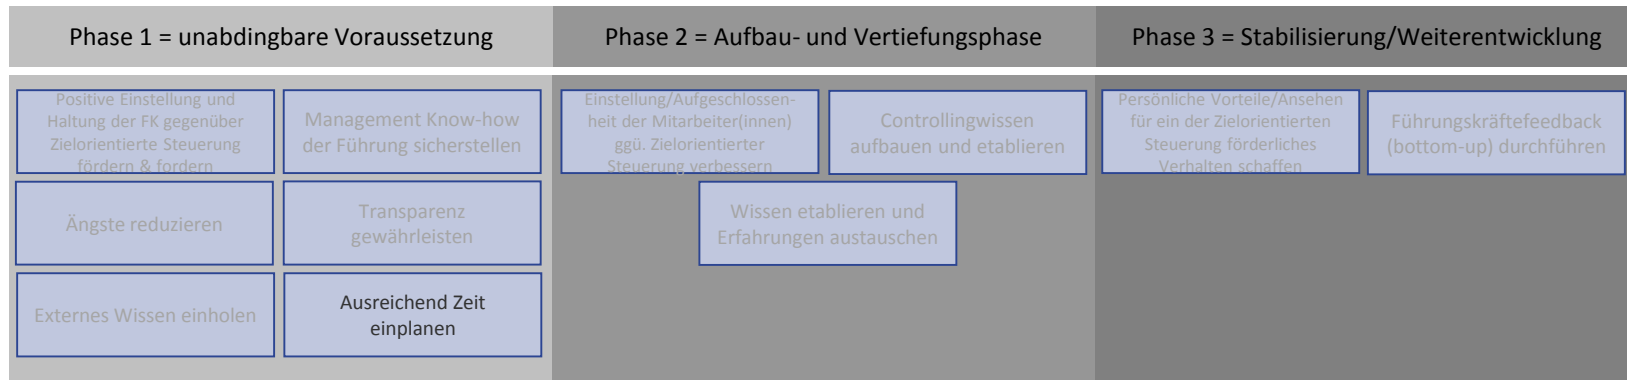 Phase 1 = unabdingbare Voraussetzung
Phase 2 = Aufbau- und Vertiefungsphase
Phase 3 = Stabilisierung/Weiterentwicklung
Positive Einstellung und
Haltung der FK gegenüber
Zielorientierte Steuerung
fördern & fordern
Management Know-how
der Führung sicherstellen
Ängste reduzieren
Transparenz
gewährleisten
Externes Wissen einholen
Ausreichend Zeit
einplanen
Einstellung/Aufgeschlossen-
heit der Mitarbeiter(innen)
ggü. Zielorientierter
Steuerung verbessern
Controllingwissen
aufbauen und etablieren
Wissen etablieren und
Erfahrungen austauschen
Persönliche Vorteile/Ansehen
für ein der Zielorientierten
Steuerung förderliches
Verhalten schaffen
Führungskräftefeedback
(bottom-up) durchführen